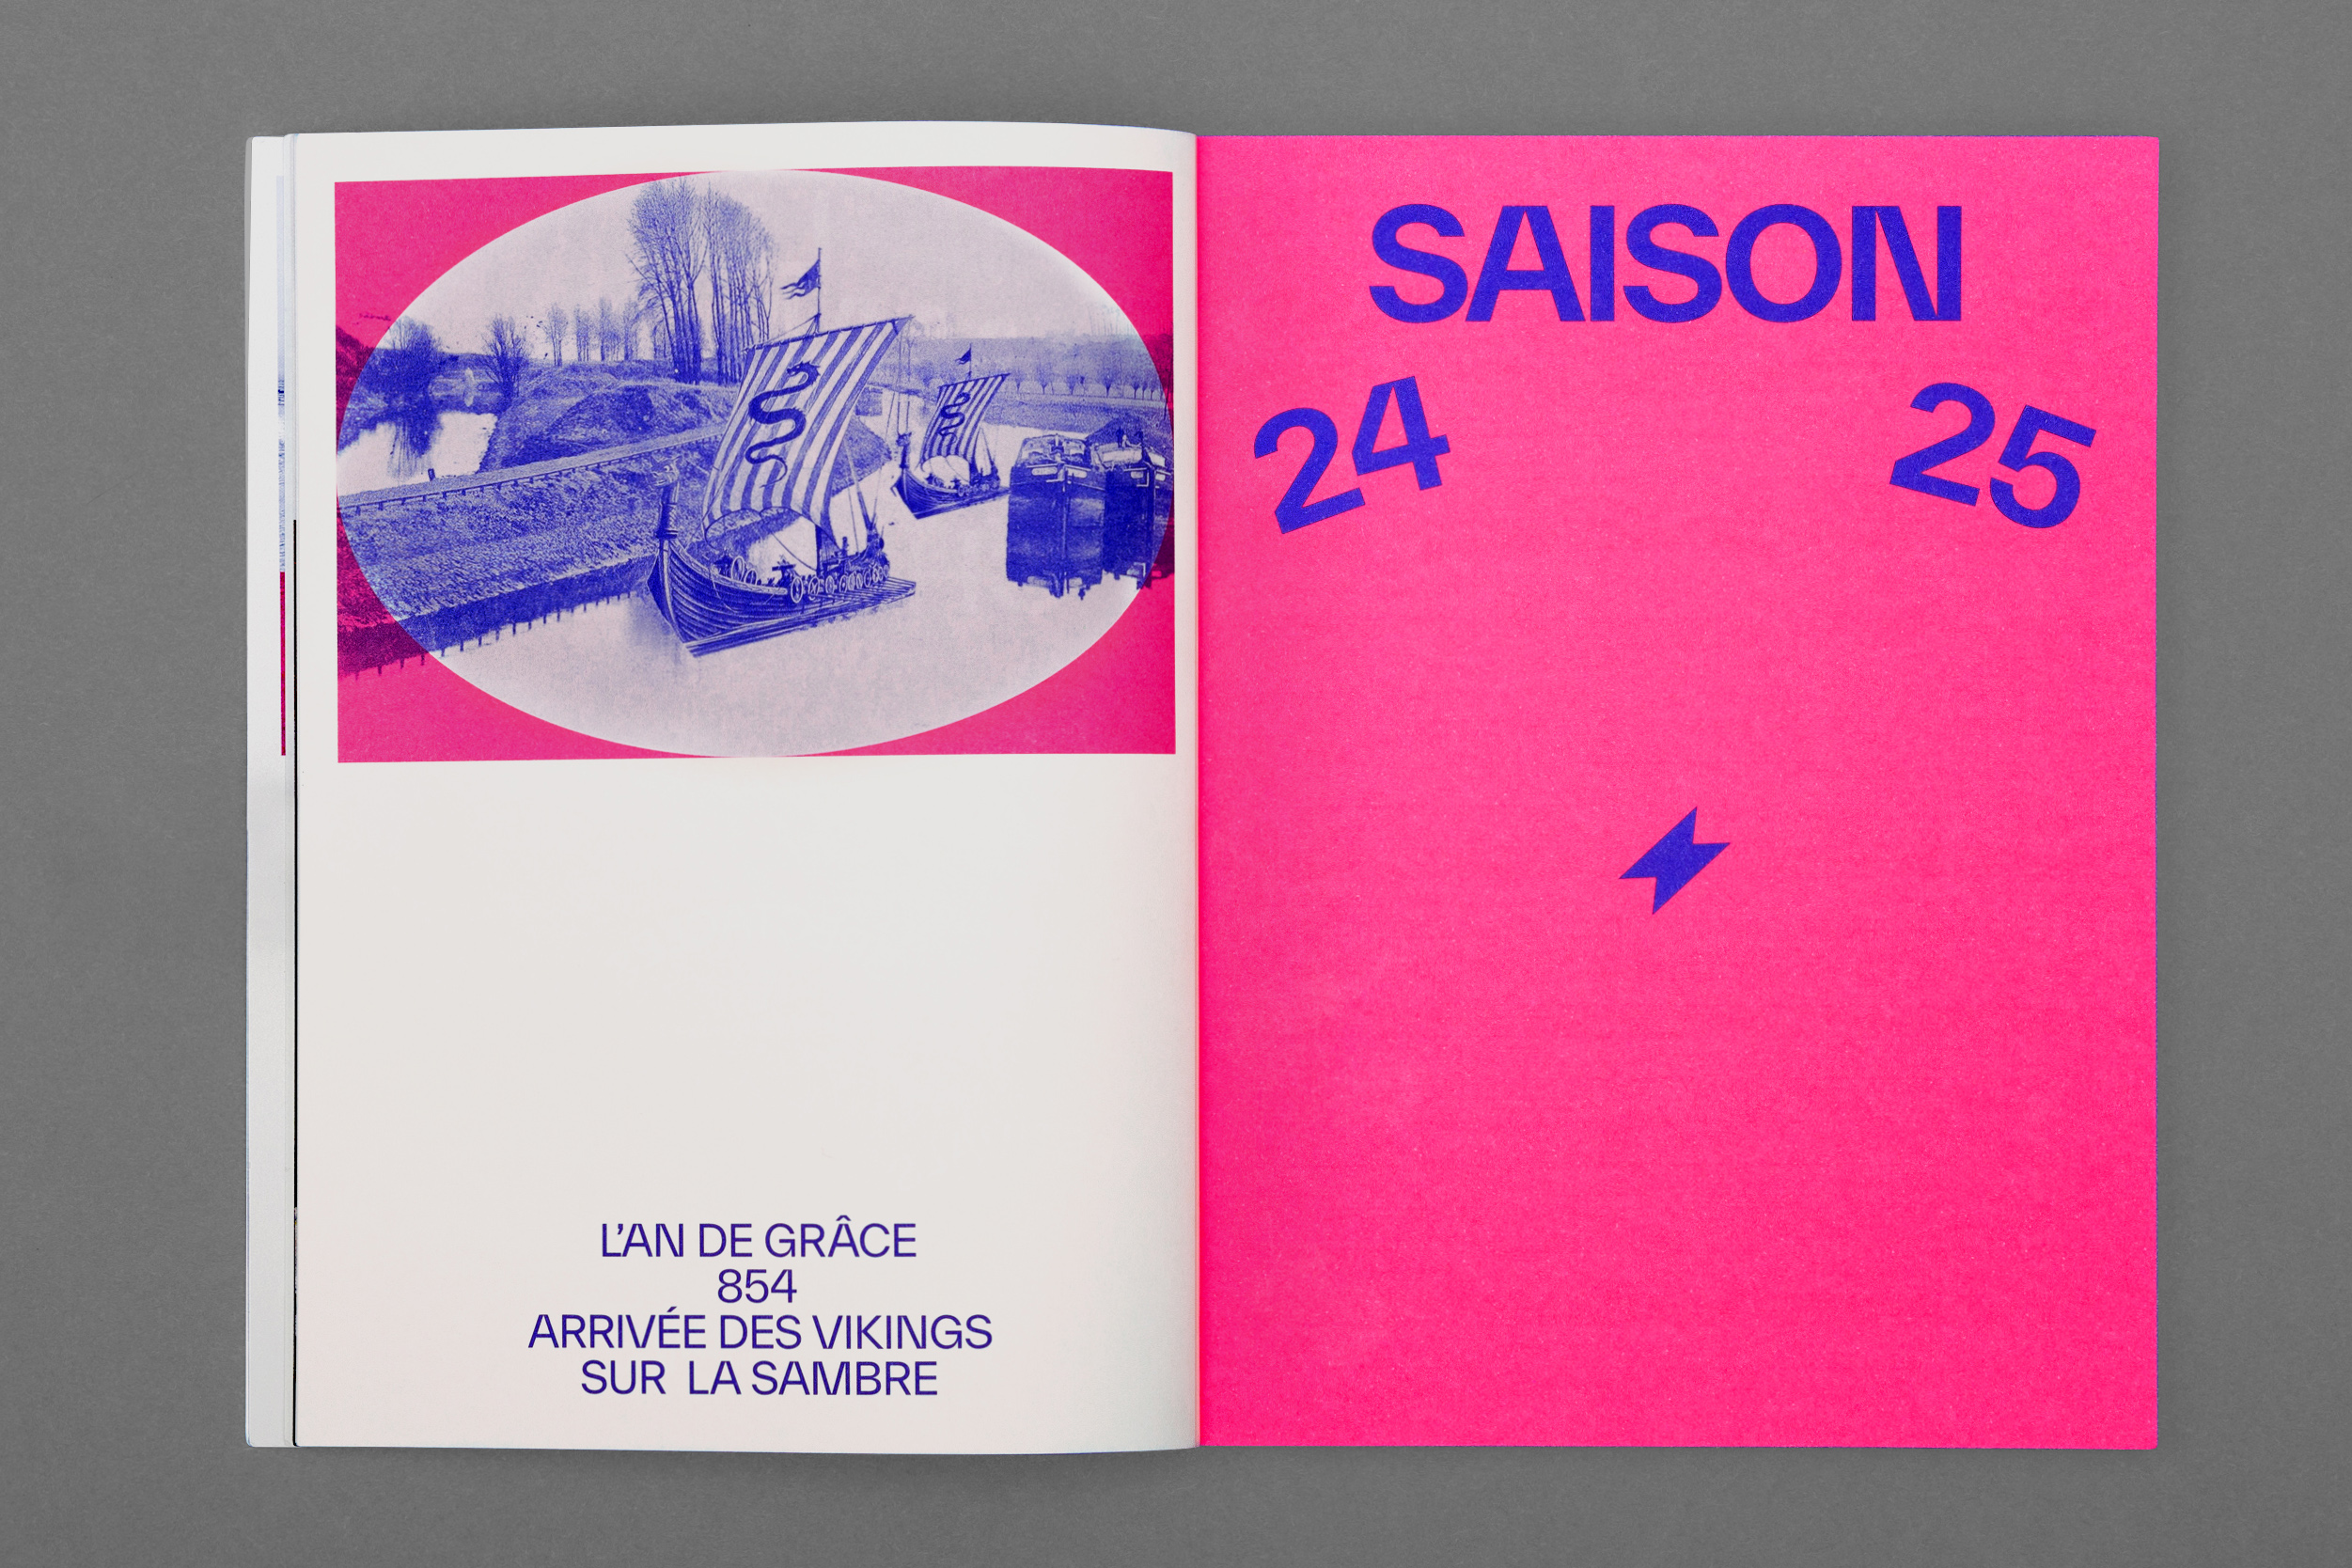 L'AN DE GRÂCE
854
ARRIVÉE DES VIKINGS
SUR LA SAMBRE
SAISON
24 25